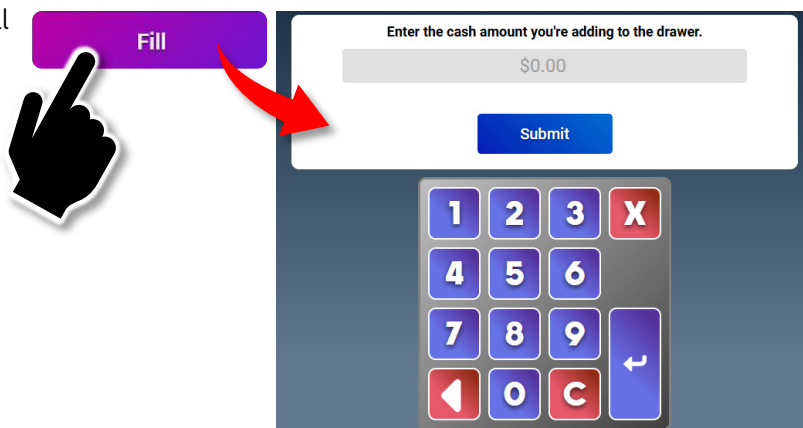 ll
Fill
Enter the cash amount you're adding to the drawer.
$0.00
Submit
1 2 3 X
4 5 6
7 8 9
0 C